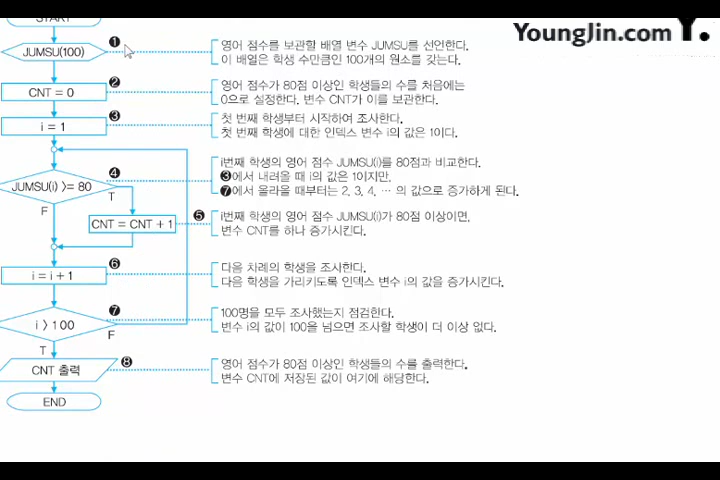 START
YoungJin.com Y.
JUMSU(100)
❶
영어 점수를 보관할 배열 변수 JUMSU를 선언한다.
이 배열은 학생 수만큼인 100개의 원소를 갖는다.
CNT = 0
❷
영어 점수가 80점 이상인 학생들의 수를 처음에는
0으로 설정한다. 변수 CNT가 이를 보관한다.
i = 1
❸
첫 번째 학생부터 시작하여 조사한다.
첫 번째 학생에 대한 인덱스 변수 i의 값은 1이다.
JUMSU(i) >= 80
❹
T
F
i번째 학생의 영어 점수 JUMSU(i)를 80점과 비교한다.
❸에서 내려올 때 i의 값은 1이지만,
❼에서 올라올 때부터는 2, 3, 4, … 의 값으로 증가하게 된다.
CNT = CNT + 1
❺
i번째 학생의 영어 점수 JUMSU(i)가 80점 이상이면,
변수 CNT를 하나 증가시킨다.
i = i + 1
❻
다음 차례의 학생을 조사한다.
다음 학생을 가리키도록 인덱스 변수 i의 값을 증가시킨다.
i > 100
❼
F
T
100명을 모두 조사했는지 점검한다.
변수 i의 값이 100을 넘으면 조사할 학생이 더 이상 없다.
CNT 출력
❽
영어 점수가 80점 이상인 학생들의 수를 출력한다.
변수 CNT에 저장된 값이 여기에 해당한다.
END